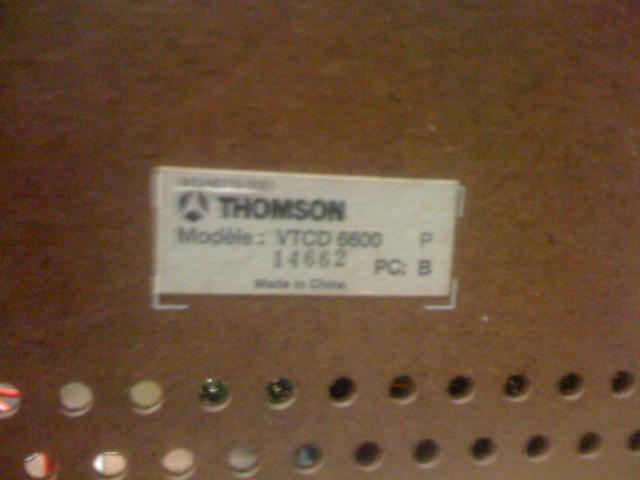 THOMSON
Modèle : VTCD 6600 P
14662 PC: B
Made in China